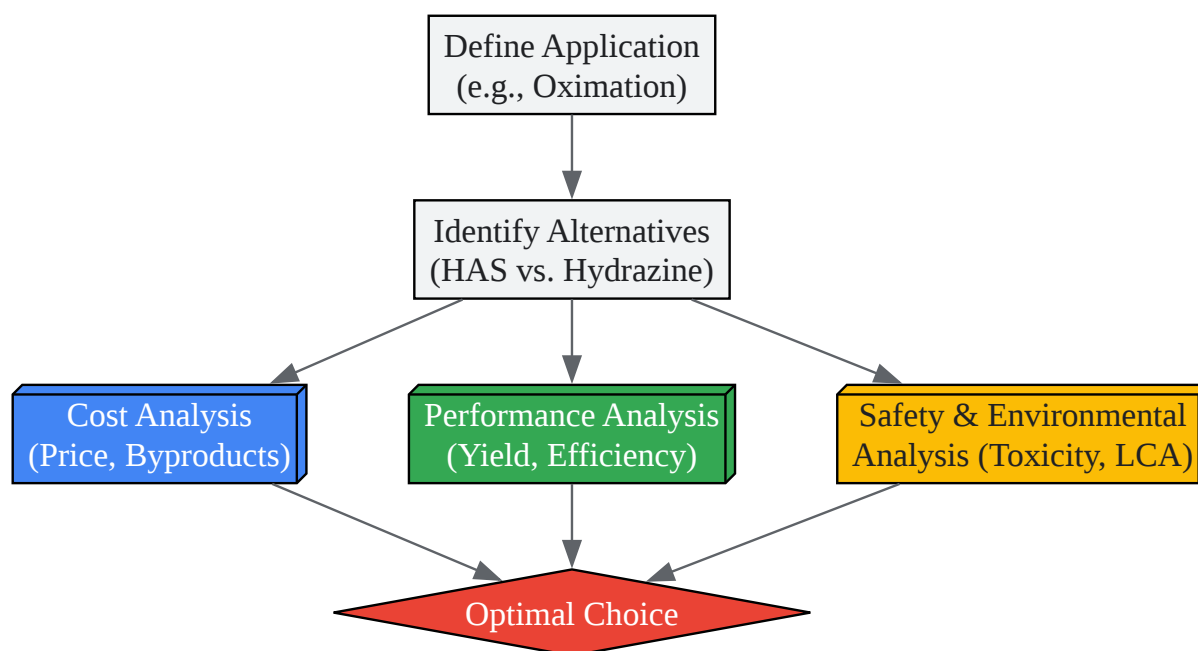 Define Application
(e.g., Oximation)
Identify Alternatives
(HAS vs. Hydrazine)
Cost Analysis
(Price, Byproducts)
Performance Analysis
(Yield, Efficiency)
Safety & Environmental
Analysis (Toxicity, LCA)
Optimal Choice